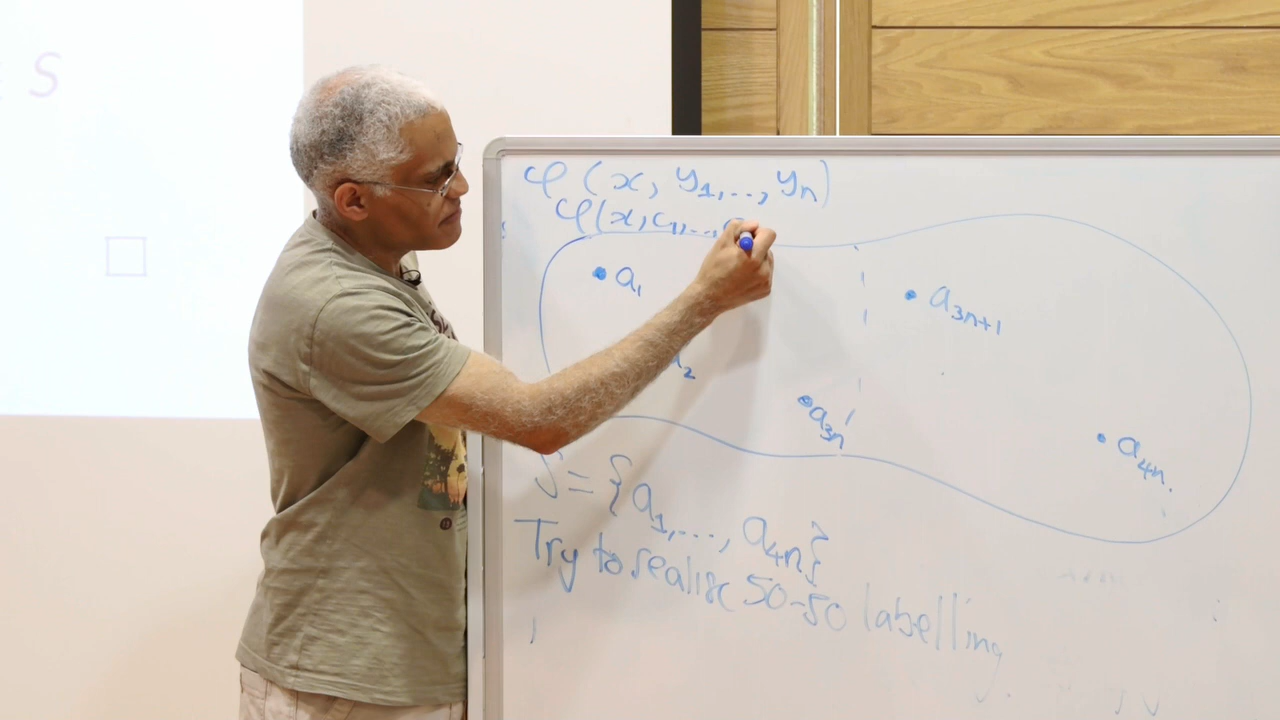 S
φ(x, y₁,..., yₙ)
φ(x, c₁,...,
a₁
a₃ₙ₊₁
a₂
a₃ₙ
a₄ₙ
S = {a₁,..., a₄ₙ}
Try to realise 50-50 labelling